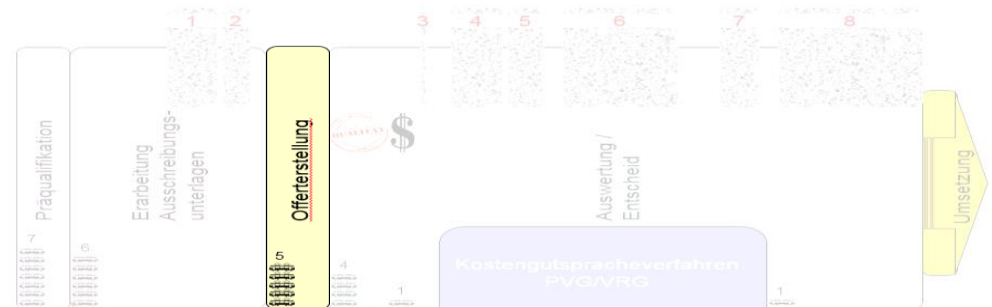 1 2 3 4 5 6 7 8
Präqualifikation
Erarbeitung
Ausschreibungs-
unterlagen
Offerterstellung
QUALITÄT
$
Auswertung /
Entscheid
Umsetzung
7
6
5
4
1
1
Kostengutspracheverfahren
PVG/VRG